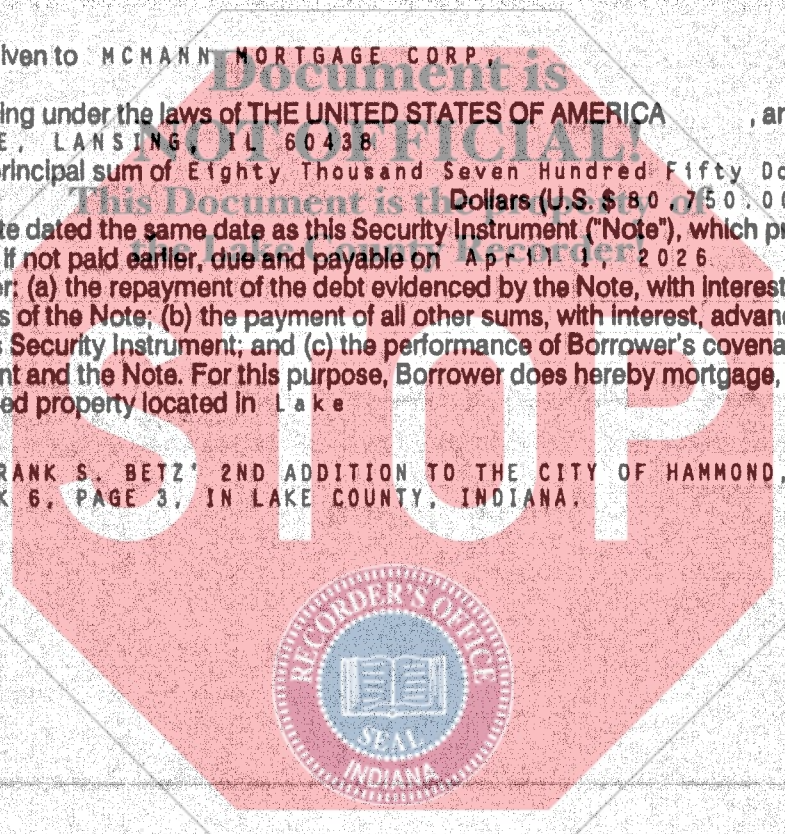 iven to MCMANN MORTGAGE CORP.,
Document is
ing under the laws of THE UNITED STATES OF AMERICA , an
E, LANSING, IL 60438
NOT OFFICIAL!
rincipal sum of Eighty Thousand Seven Hundred Fifty Do
This Document is the property of
Dollars (U.S. $ 80,750.00
te dated the same date as this Security Instrument ("Note"), which pr
the Lake County Recorder!
if not paid earlier, due and payable on April 1, 2026
r: (a) the repayment of the debt evidenced by the Note, with interest
s of the Note; (b) the payment of all other sums, with interest, advan
s Security Instrument; and (c) the performance of Borrower's covena
nt and the Note. For this purpose, Borrower does hereby mortgage,
ed property located in Lake
STOP
RANK S. BETZ' 2ND ADDITION TO THE CITY OF HAMMOND,
K 6, PAGE 3, IN LAKE COUNTY, INDIANA.
RECORDER'S OFFICE
SEAL
INDIANA